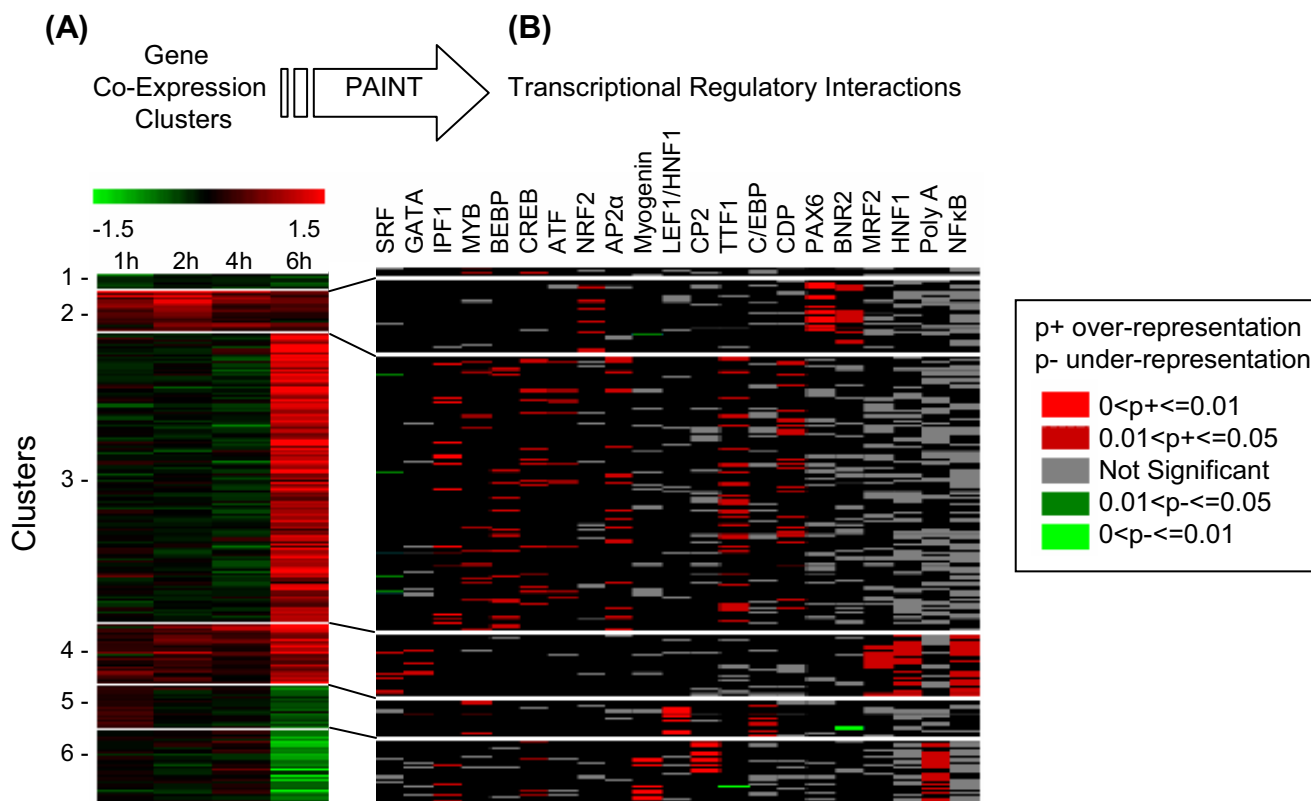 (A)
Gene
Co-Expression
Clusters
PAINT
(B)
Transcriptional Regulatory Interactions
-1.5
1.5
1h
2h
4h
6h
SRF
GATA
IPF1
MYB
BEBP
CREB
ATF
NRF2
AP2α
Myogenin
LEF1/HNF1
CP2
TTF1
C/EBP
CDP
PAX6
BNR2
MRF2
HNF1
Poly A
NFκB
Clusters
1 -
2 -
3 -
4 -
5 -
6 -
p+ over-representation
p- under-representation
0<p+<=0.01
0.01<p+<=0.05
Not Significant
0.01<p-<=0.05
0<p-<=0.01